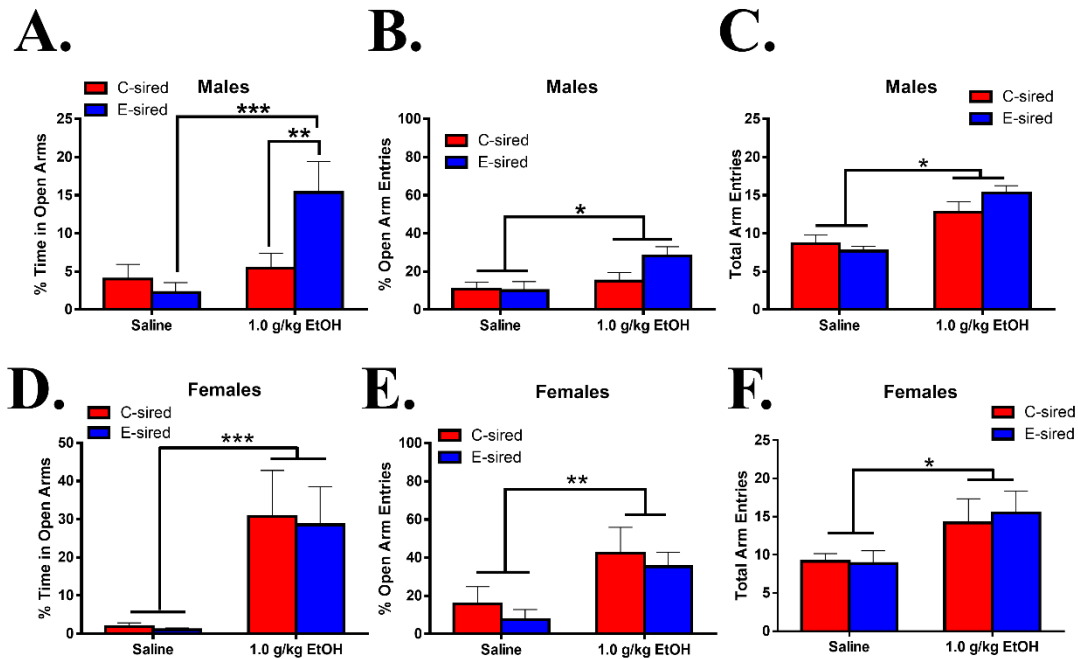 A.
Males
C-sired
E-sired
***
**
% Time in Open Arms
25
20
15
10
5
0
Saline
1.0 g/kg EtOH
B.
Males
C-sired
E-sired
*
% Open Arm Entries
100
80
60
40
20
0
Saline
1.0 g/kg EtOH
C.
Males
C-sired
E-sired
*
Total Arm Entries
25
20
15
10
5
0
Saline
1.0 g/kg EtOH
D.
Females
C-sired
E-sired
***
% Time in Open Arms
50
40
30
20
10
0
Saline
1.0 g/kg EtOH
E.
Females
C-sired
E-sired
**
% Open Arm Entries
100
80
60
40
20
0
Saline
1.0 g/kg EtOH
F.
Females
C-sired
E-sired
*
Total Arm Entries
25
20
15
10
5
0
Saline
1.0 g/kg EtOH